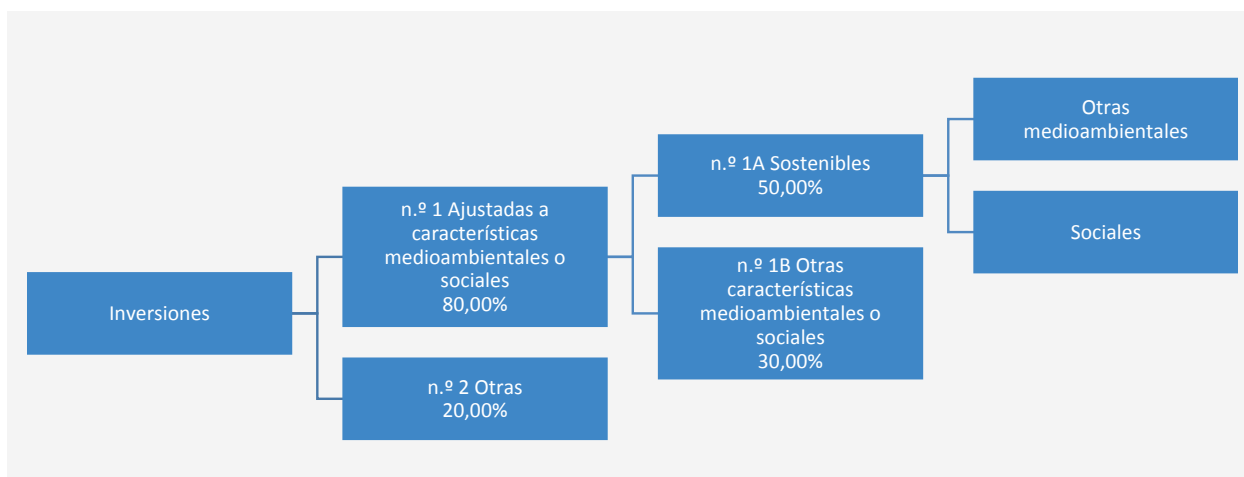 Inversiones
n.º 1 Ajustadas a
características
medioambientales o
sociales
80,00%
n.º 2 Otras
20,00%
n.º 1A Sostenibles
50,00%
n.º 1B Otras
características
medioambientales o
sociales
30,00%
Otras
medioambientales
Sociales